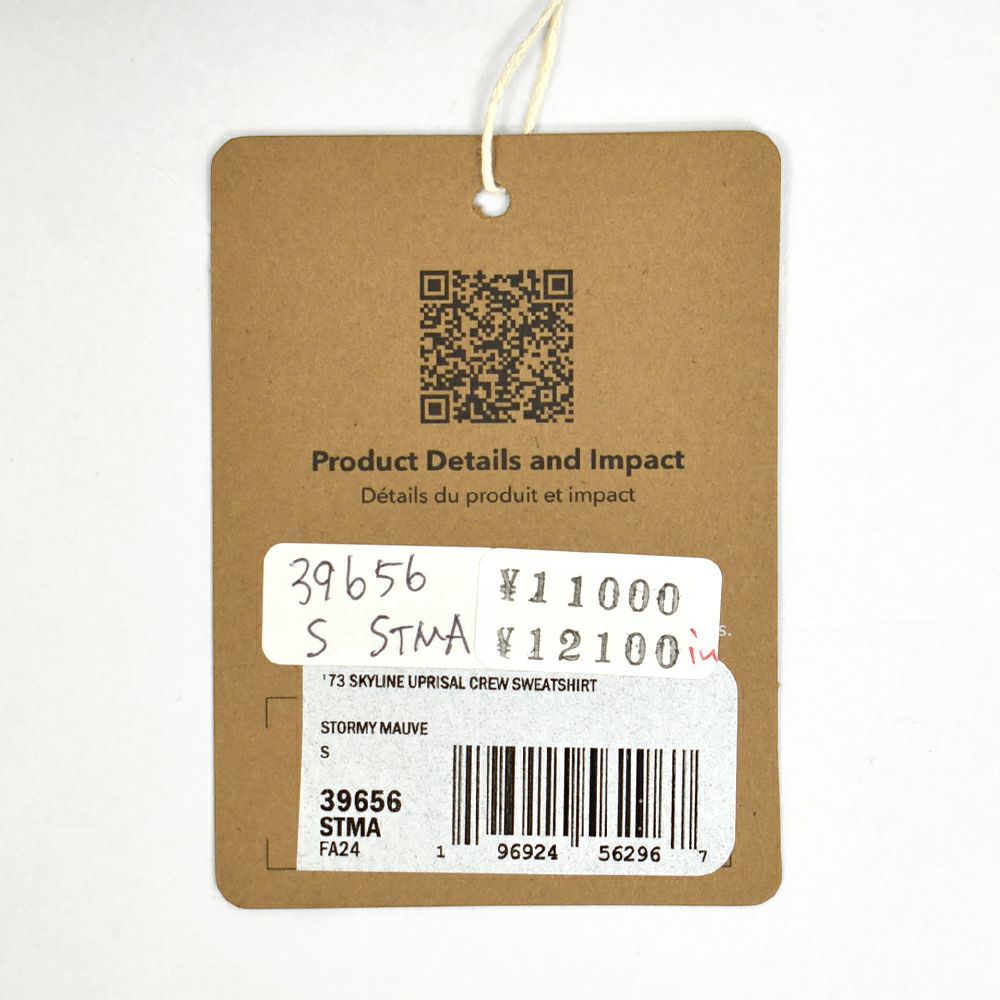 Product Details and Impact
Détails du produit et impact
39656
S STMA
¥11000
¥12100in
s.
'73 SKYLINE UPRISAL CREW SWEATSHIRT
STORMY MAUVE
S
39656
STMA
FA24
1 96924 56296 7